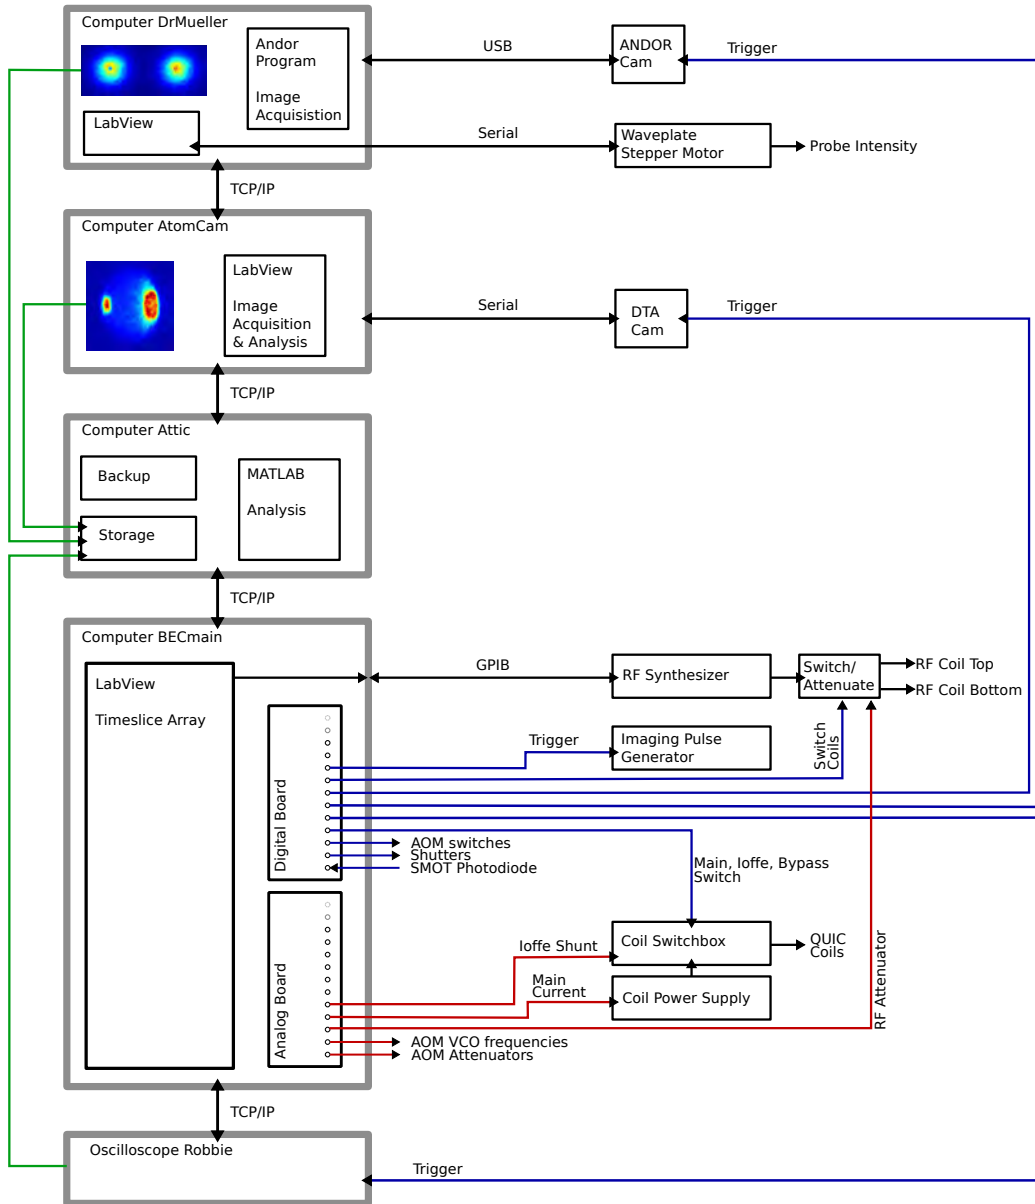 Computer DrMueller
Andor
Program
Image
Acquisistion
LabView
USB
ANDOR
Cam
Trigger
Serial
Waveplate
Stepper Motor
Probe Intensity
TCP/IP
Computer AtomCam
LabView
Image
Acquisition
& Analysis
Serial
DTA
Cam
Trigger
TCP/IP
Computer Attic
Backup
MATLAB
Analysis
Storage
TCP/IP
Computer BECmain
LabView
Timeslice Array
GPIB
RF Synthesizer
Switch/
Attenuate
RF Coil Top
RF Coil Bottom
Digital Board
Trigger
Imaging Pulse
Generator
Switch
Coils
AOM switches
Shutters
SMOT Photodiode
Main, Ioffe, Bypass
Switch
Analog Board
Ioffe Shunt
Coil Switchbox
QUIC
Coils
Main
Current
Coil Power Supply
RF Attenuator
AOM VCO frequencies
AOM Attenuators
TCP/IP
Oscilloscope Robbie
Trigger